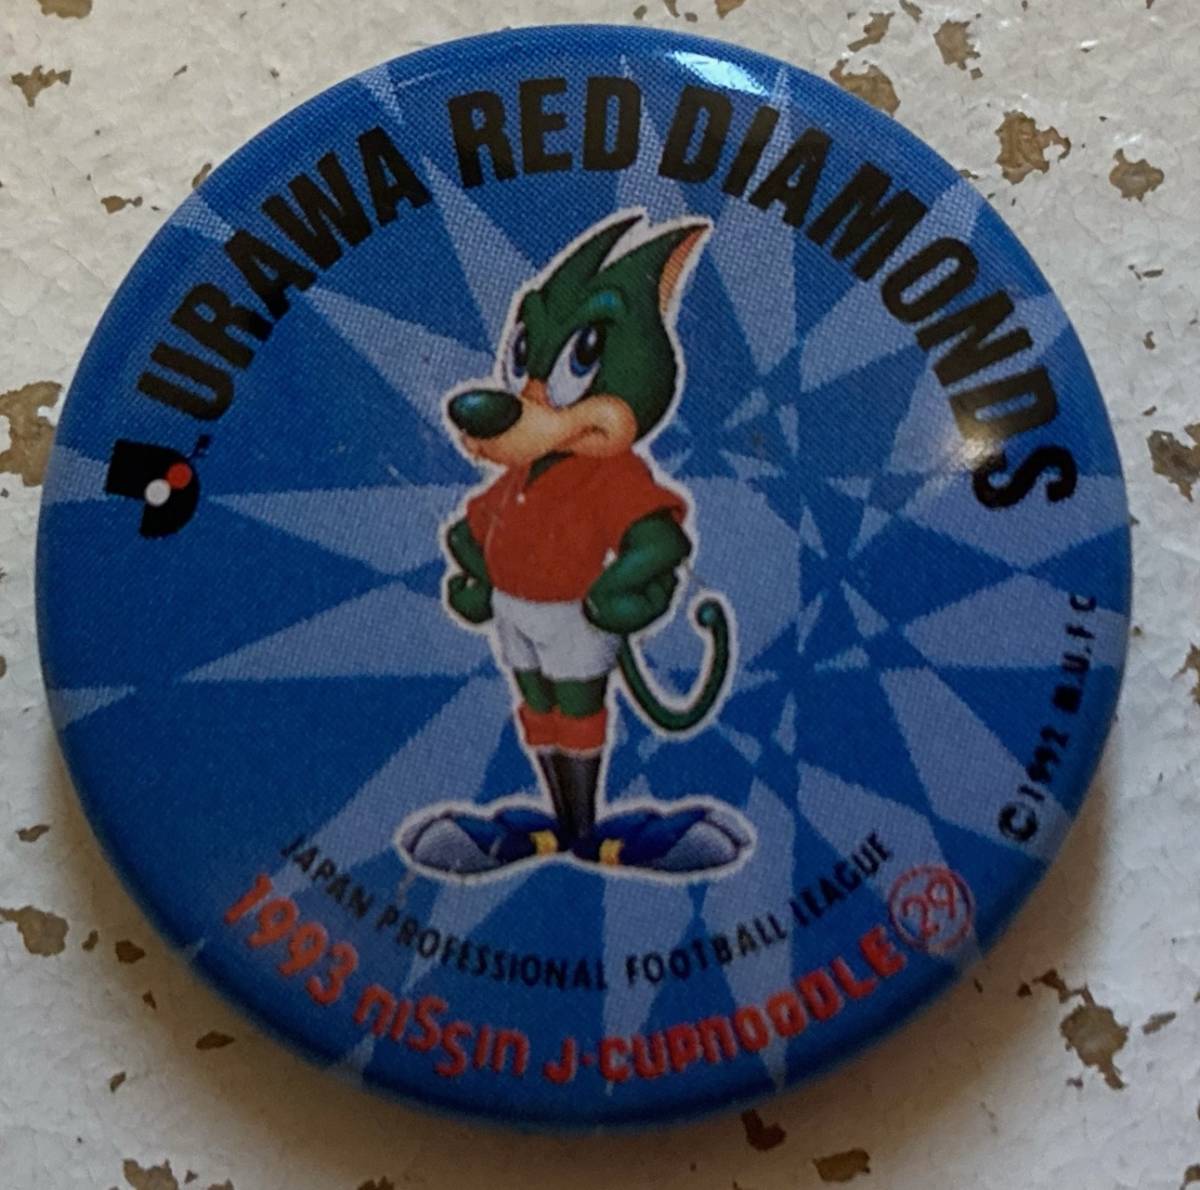 J. URAWA RED DIAMONDS
©1992 M.U.F.C
JAPAN PROFESSIONAL FOOTBALL LEAGUE
1993 nissin J·CUPNOODLE 29